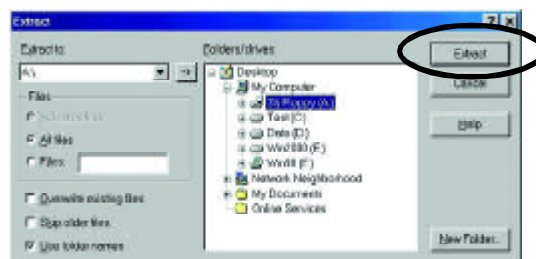 Extract
Extract to:
A:\
Files
Selected files
All files
Files:
Overwrite existing files
Skip older files
Use folder names
Folders/drives:
Desktop
My Computer
3½ Floppy (A:)
Test (C:)
Data (D:)
Win2000 (E:)
Win98 (F:)
Network Neighborhood
My Documents
Online Services
Extract
Cancel
Help
New Folder...